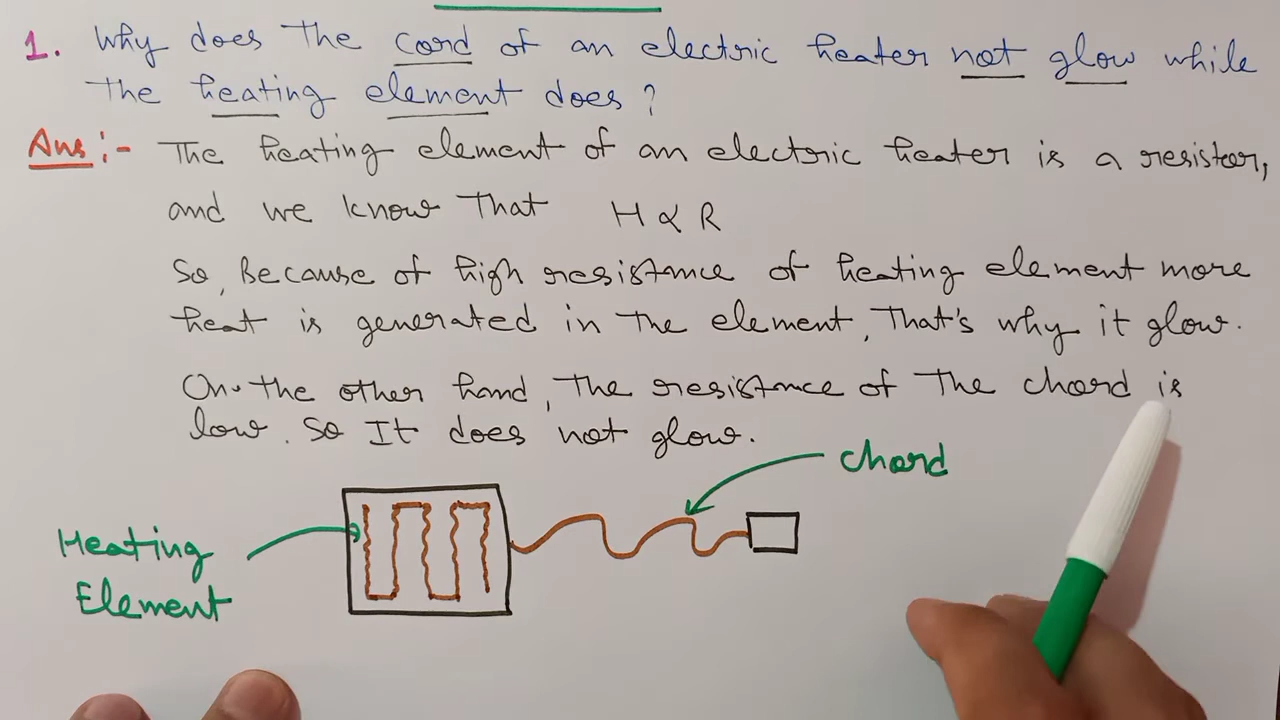 1. Why does the cord of an electric heater not glow while
the heating element does?
Ans:- The heating element of an electric heater is a resistor,
and we know that H ∝ R
So, Because of high resistance of heating element more
heat is generated in the element, That's why it glow.
On the other hand, The resistance of The chord is
low. So It does not glow.
chord
Heating
Element